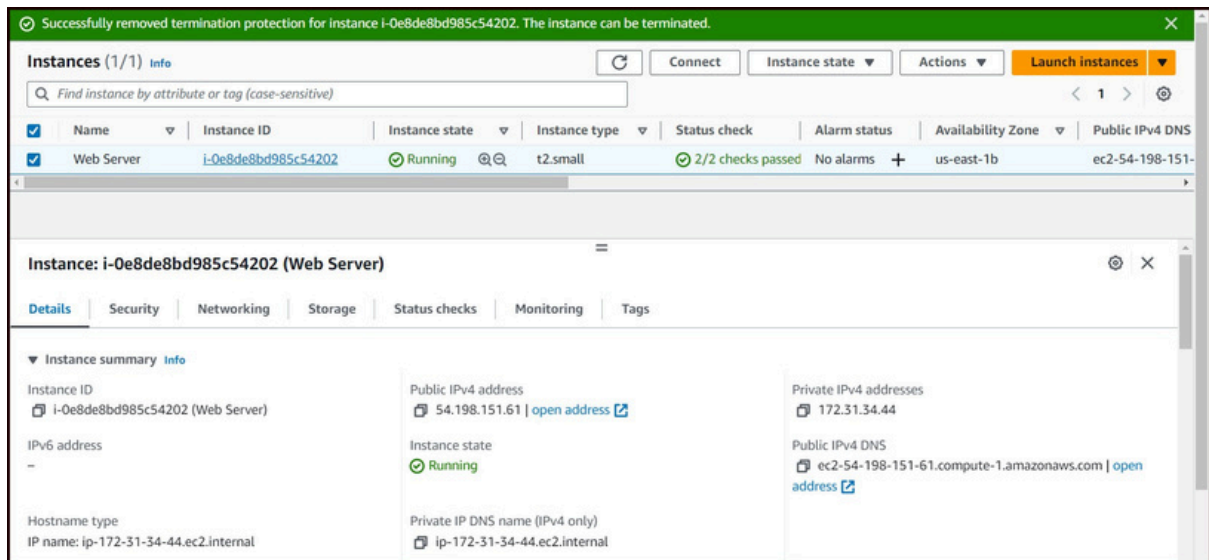 Successfully removed termination protection for instance i-0e8de8bd985c54202. The instance can be terminated.
Instances (1/1) Info
Connect
Instance state
Actions
Launch instances
Find instance by attribute or tag (case-sensitive)
1
Name
Instance ID
Instance state
Instance type
Status check
Alarm status
Availability Zone
Public IPv4 DNS
Web Server
i-0e8de8bd985c54202
Running
t2.small
2/2 checks passed
No alarms +
us-east-1b
ec2-54-198-151-
Instance: i-0e8de8bd985c54202 (Web Server)
Details
Security
Networking
Storage
Status checks
Monitoring
Tags
Instance summary Info
Instance ID
i-0e8de8bd985c54202 (Web Server)
Public IPv4 address
54.198.151.61 | open address
Private IPv4 addresses
172.31.34.44
IPv6 address
–
Instance state
Running
Public IPv4 DNS
ec2-54-198-151-61.compute-1.amazonaws.com | open
address
Hostname type
IP name: ip-172-31-34-44.ec2.internal
Private IP DNS name (IPv4 only)
ip-172-31-34-44.ec2.internal